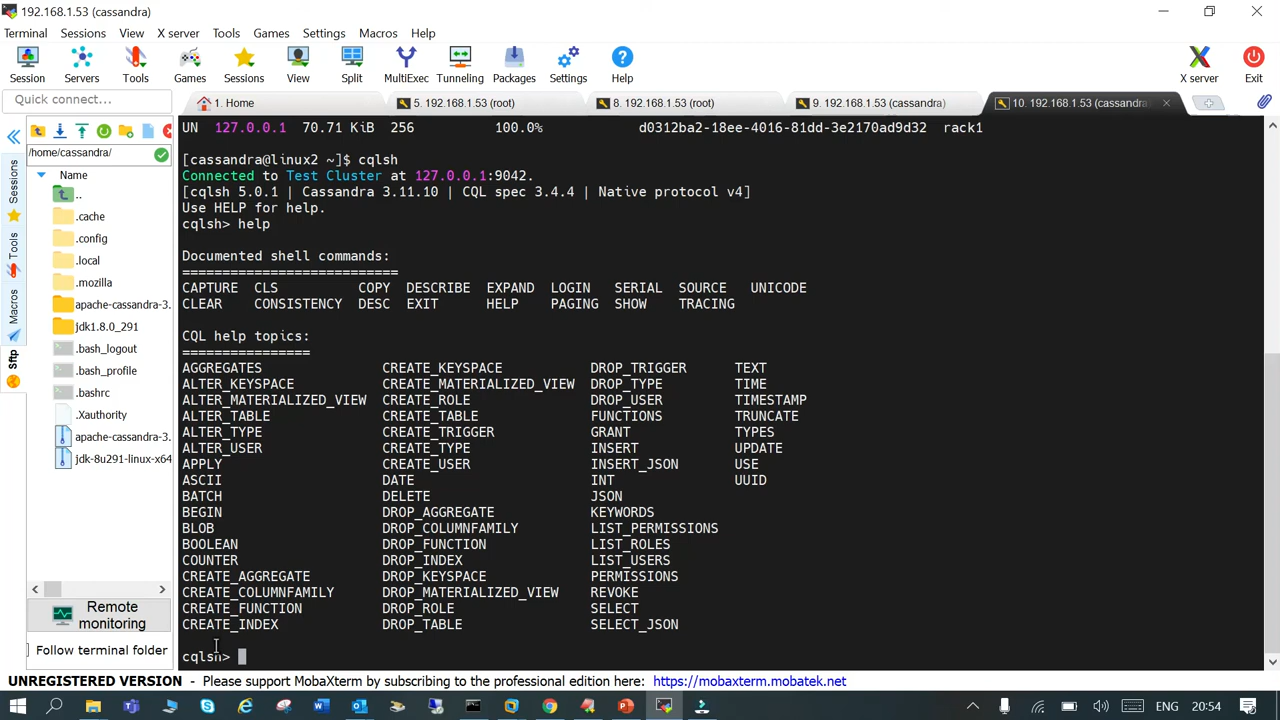 192.168.1.53 (cassandra)
Terminal Sessions View X server Tools Games Settings Macros Help
Session Servers Tools Games Sessions View Split MultiExec Tunneling Packages Settings Help X server Exit
Quick connect... 1. Home 5. 192.168.1.53 (root) 8. 192.168.1.53 (root) 9. 192.168.1.53 (cassandra) 10. 192.168.1.53 (cassandra
/home/cassandra/
Name
..
.cache
.config
.local
.mozilla
apache-cassandra-3.
jdk1.8.0_291
.bash_logout
.bash_profile
.bashrc
.Xauthority
apache-cassandra-3.
jdk-8u291-linux-x64
Remote
monitoring
Follow terminal folder
Sessions
Tools
Macros
Sftp
UN 127.0.0.1 70.71 KiB 256 100.0% d0312ba2-18ee-4016-81dd-3e2170ad9d32 rack1
[cassandra@linux2 ~]$ cqlsh
Connected to Test Cluster at 127.0.0.1:9042.
[cqlsh 5.0.1 | Cassandra 3.11.10 | CQL spec 3.4.4 | Native protocol v4]
Use HELP for help.
cqlsh> help
Documented shell commands:
===========================
CAPTURE CLS COPY DESCRIBE EXPAND LOGIN SERIAL SOURCE UNICODE
CLEAR CONSISTENCY DESC EXIT HELP PAGING SHOW TRACING
CQL help topics:
================
AGGREGATES CREATE_KEYSPACE DROP_TRIGGER TEXT
ALTER_KEYSPACE CREATE_MATERIALIZED_VIEW DROP_TYPE TIME
ALTER_MATERIALIZED_VIEW CREATE_ROLE DROP_USER TIMESTAMP
ALTER_TABLE CREATE_TABLE FUNCTIONS TRUNCATE
ALTER_TYPE CREATE_TRIGGER GRANT TYPES
ALTER_USER CREATE_TYPE INSERT UPDATE
APPLY CREATE_USER INSERT_JSON USE
ASCII DATE INT UUID
BATCH DELETE JSON
BEGIN DROP_AGGREGATE KEYWORDS
BLOB DROP_COLUMNFAMILY LIST_PERMISSIONS
BOOLEAN DROP_FUNCTION LIST_ROLES
COUNTER DROP_INDEX LIST_USERS
CREATE_AGGREGATE DROP_KEYSPACE PERMISSIONS
CREATE_COLUMNFAMILY DROP_MATERIALIZED_VIEW REVOKE
CREATE_FUNCTION DROP_ROLE SELECT
CREATE_INDEX DROP_TABLE SELECT_JSON
cqlsh>
UNREGISTERED VERSION - Please support MobaXterm by subscribing to the professional edition here: https://mobaxterm.mobatek.net
ENG 20:54